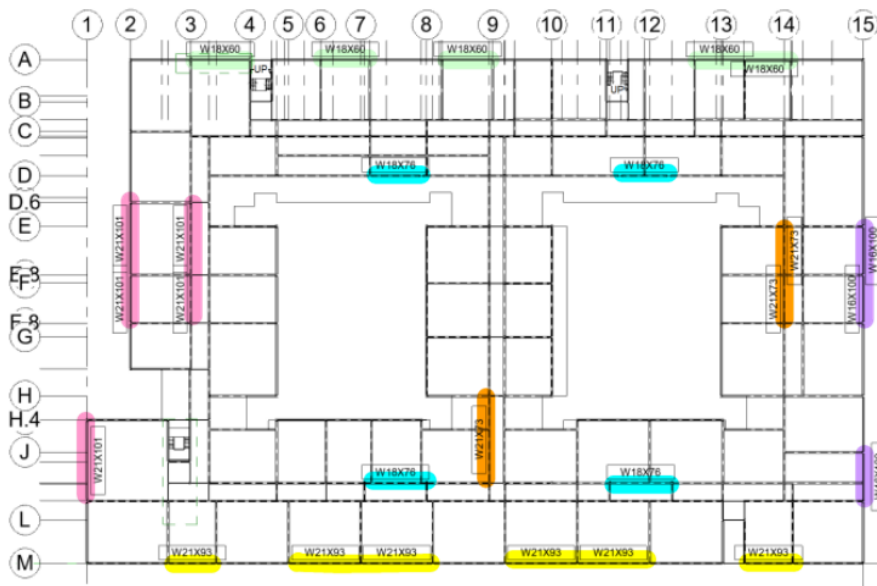 1 2 3 4 5 6 7 8 9 10 11 12 13 14 15
A
W18X60 W18X60 W18X60 W18X60
W18X60
UP
B
C
D
W18X76 W18X76
D.6
E
W21X101 W21X101 W21X73 W16X100
F
W21X101 W21X101 W21X73 W16X100
F.8
G
H
H.4
W21X73
J
W21X101
W18X76 W18X76
L
W21X93 W21X93 W21X93 W21X93 W21X93 W21X93
M